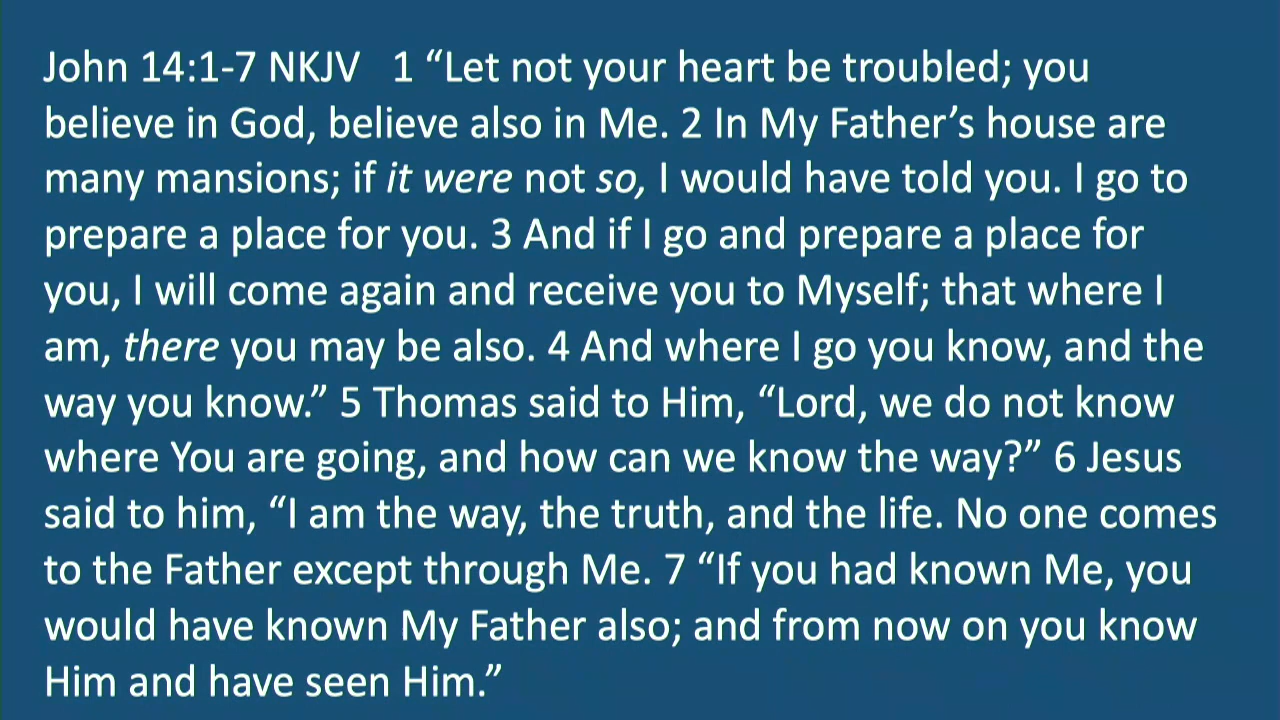 John 14:1-7 NKJV   1 “Let not your heart be troubled; you
believe in God, believe also in Me. 2 In My Father’s house are
many mansions; if it were not so, I would have told you. I go to
prepare a place for you. 3 And if I go and prepare a place for
you, I will come again and receive you to Myself; that where I
am, there you may be also. 4 And where I go you know, and the
way you know.” 5 Thomas said to Him, “Lord, we do not know
where You are going, and how can we know the way?” 6 Jesus
said to him, “I am the way, the truth, and the life. No one comes
to the Father except through Me. 7 “If you had known Me, you
would have known My Father also; and from now on you know
Him and have seen Him.”